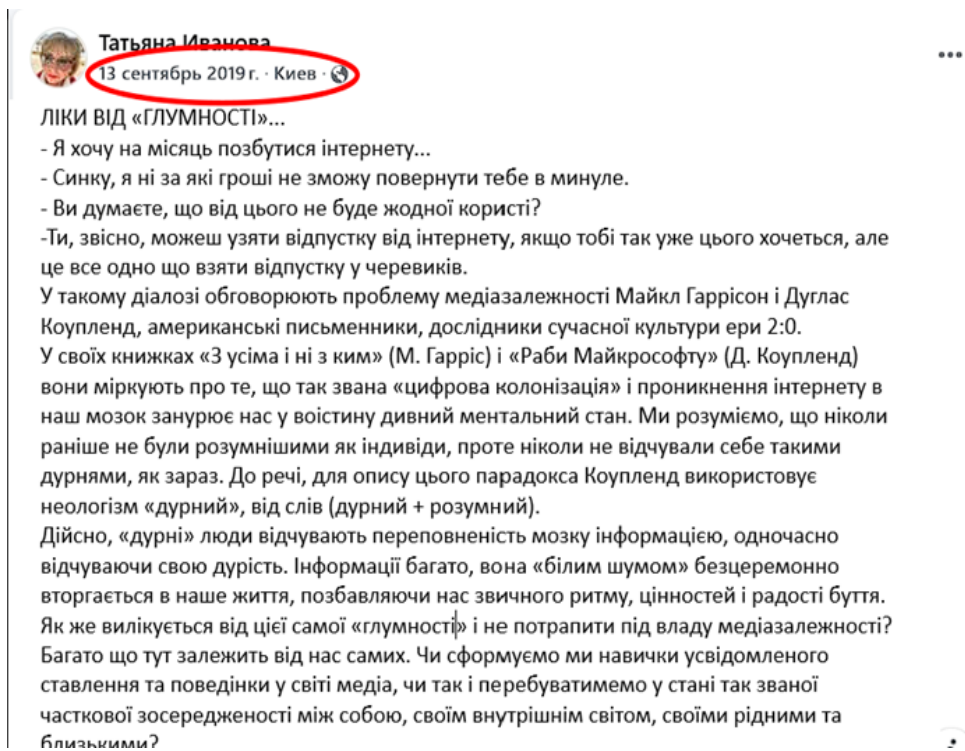 Татьяна Иванова
13 сентябрь 2019 г. · Киев ·
ЛІКИ ВІД «ГЛУМНОСТІ»...
- Я хочу на місяць позбутися інтернету...
- Синку, я ні за які гроші не зможу повернути тебе в минуле.
- Ви думаєте, що від цього не буде жодної користі?
-Ти, звісно, можеш узяти відпустку від інтернету, якщо тобі так уже цього хочеться, але
це все одно що взяти відпустку у черевиків.
У такому діалозі обговорюють проблему медіазалежності Майкл Гаррісон і Дуглас
Коупленд, американські письменники, дослідники сучасної культури ери 2:0.
У своїх книжках «З усіма і ні з ким» (М. Гарріс) і «Раби Майкрософту» (Д. Коупленд)
вони міркують про те, що так звана «цифрова колонізація» і проникнення інтернету в
наш мозок занурює нас у воістину дивний ментальний стан. Ми розуміємо, що ніколи
раніше не були розумнішими як індивіди, проте ніколи не відчували себе такими
дурнями, як зараз. До речі, для опису цього парадокса Коупленд використовує
неологізм «дурний», від слів (дурний + розумний).
Дійсно, «дурні» люди відчувають переповненість мозку інформацією, одночасно
відчуваючи свою дурість. Інформації багато, вона «білим шумом» безцеремонно
вторгається в наше життя, позбавляючи нас звичного ритму, цінностей і радості буття.
Як же вилікується від цієї самої «глумності» і не потрапити під владу медіазалежності?
Багато що тут залежить від нас самих. Чи сформуємо ми навички усвідомленого
ставлення та поведінки у світі медіа, чи так і перебуватимемо у стані так званої
часткової зосередженості між собою, своїм внутрішнім світом, своїми рідними та
близькими?